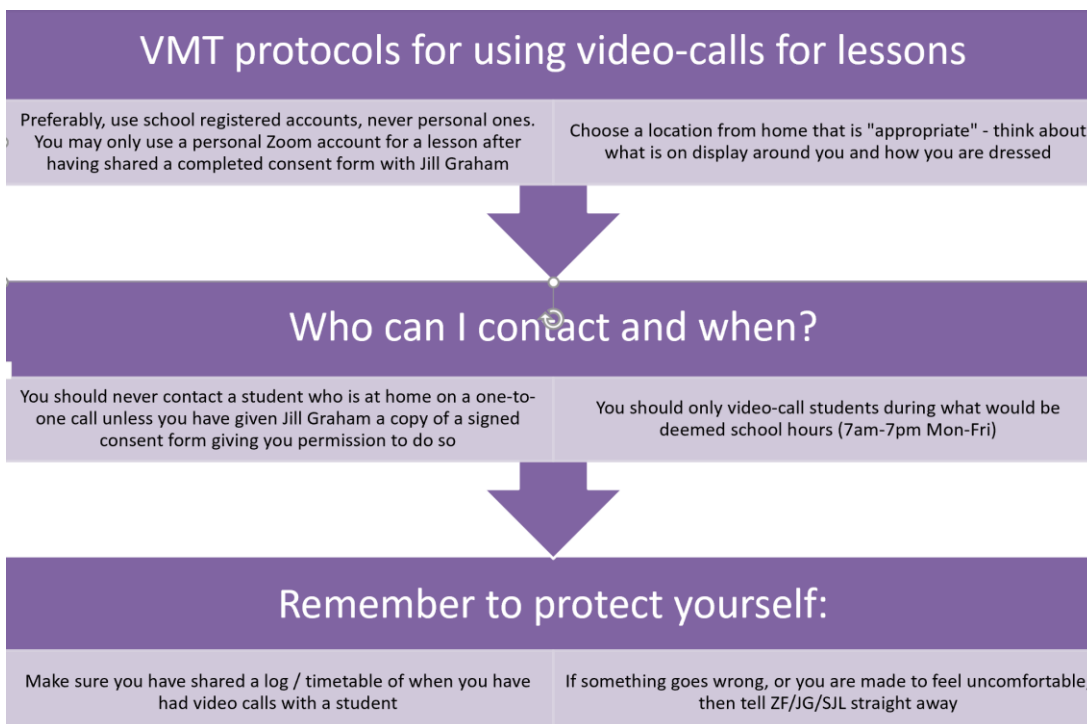 VMT protocols for using video-calls for lessons
Preferably, use school registered accounts, never personal ones.
You may only use a personal Zoom account for a lesson after
having shared a completed consent form with Jill Graham
Choose a location from home that is "appropriate" - think about
what is on display around you and how you are dressed
Who can I contact and when?
You should never contact a student who is at home on a one-to-
one call unless you have given Jill Graham a copy of a signed
consent form giving you permission to do so
You should only video-call students during what would be
deemed school hours (7am-7pm Mon-Fri)
Remember to protect yourself:
Make sure you have shared a log / timetable of when you have
had video calls with a student
If something goes wrong, or you are made to feel uncomfortable,
then tell ZF/JG/SJL straight away